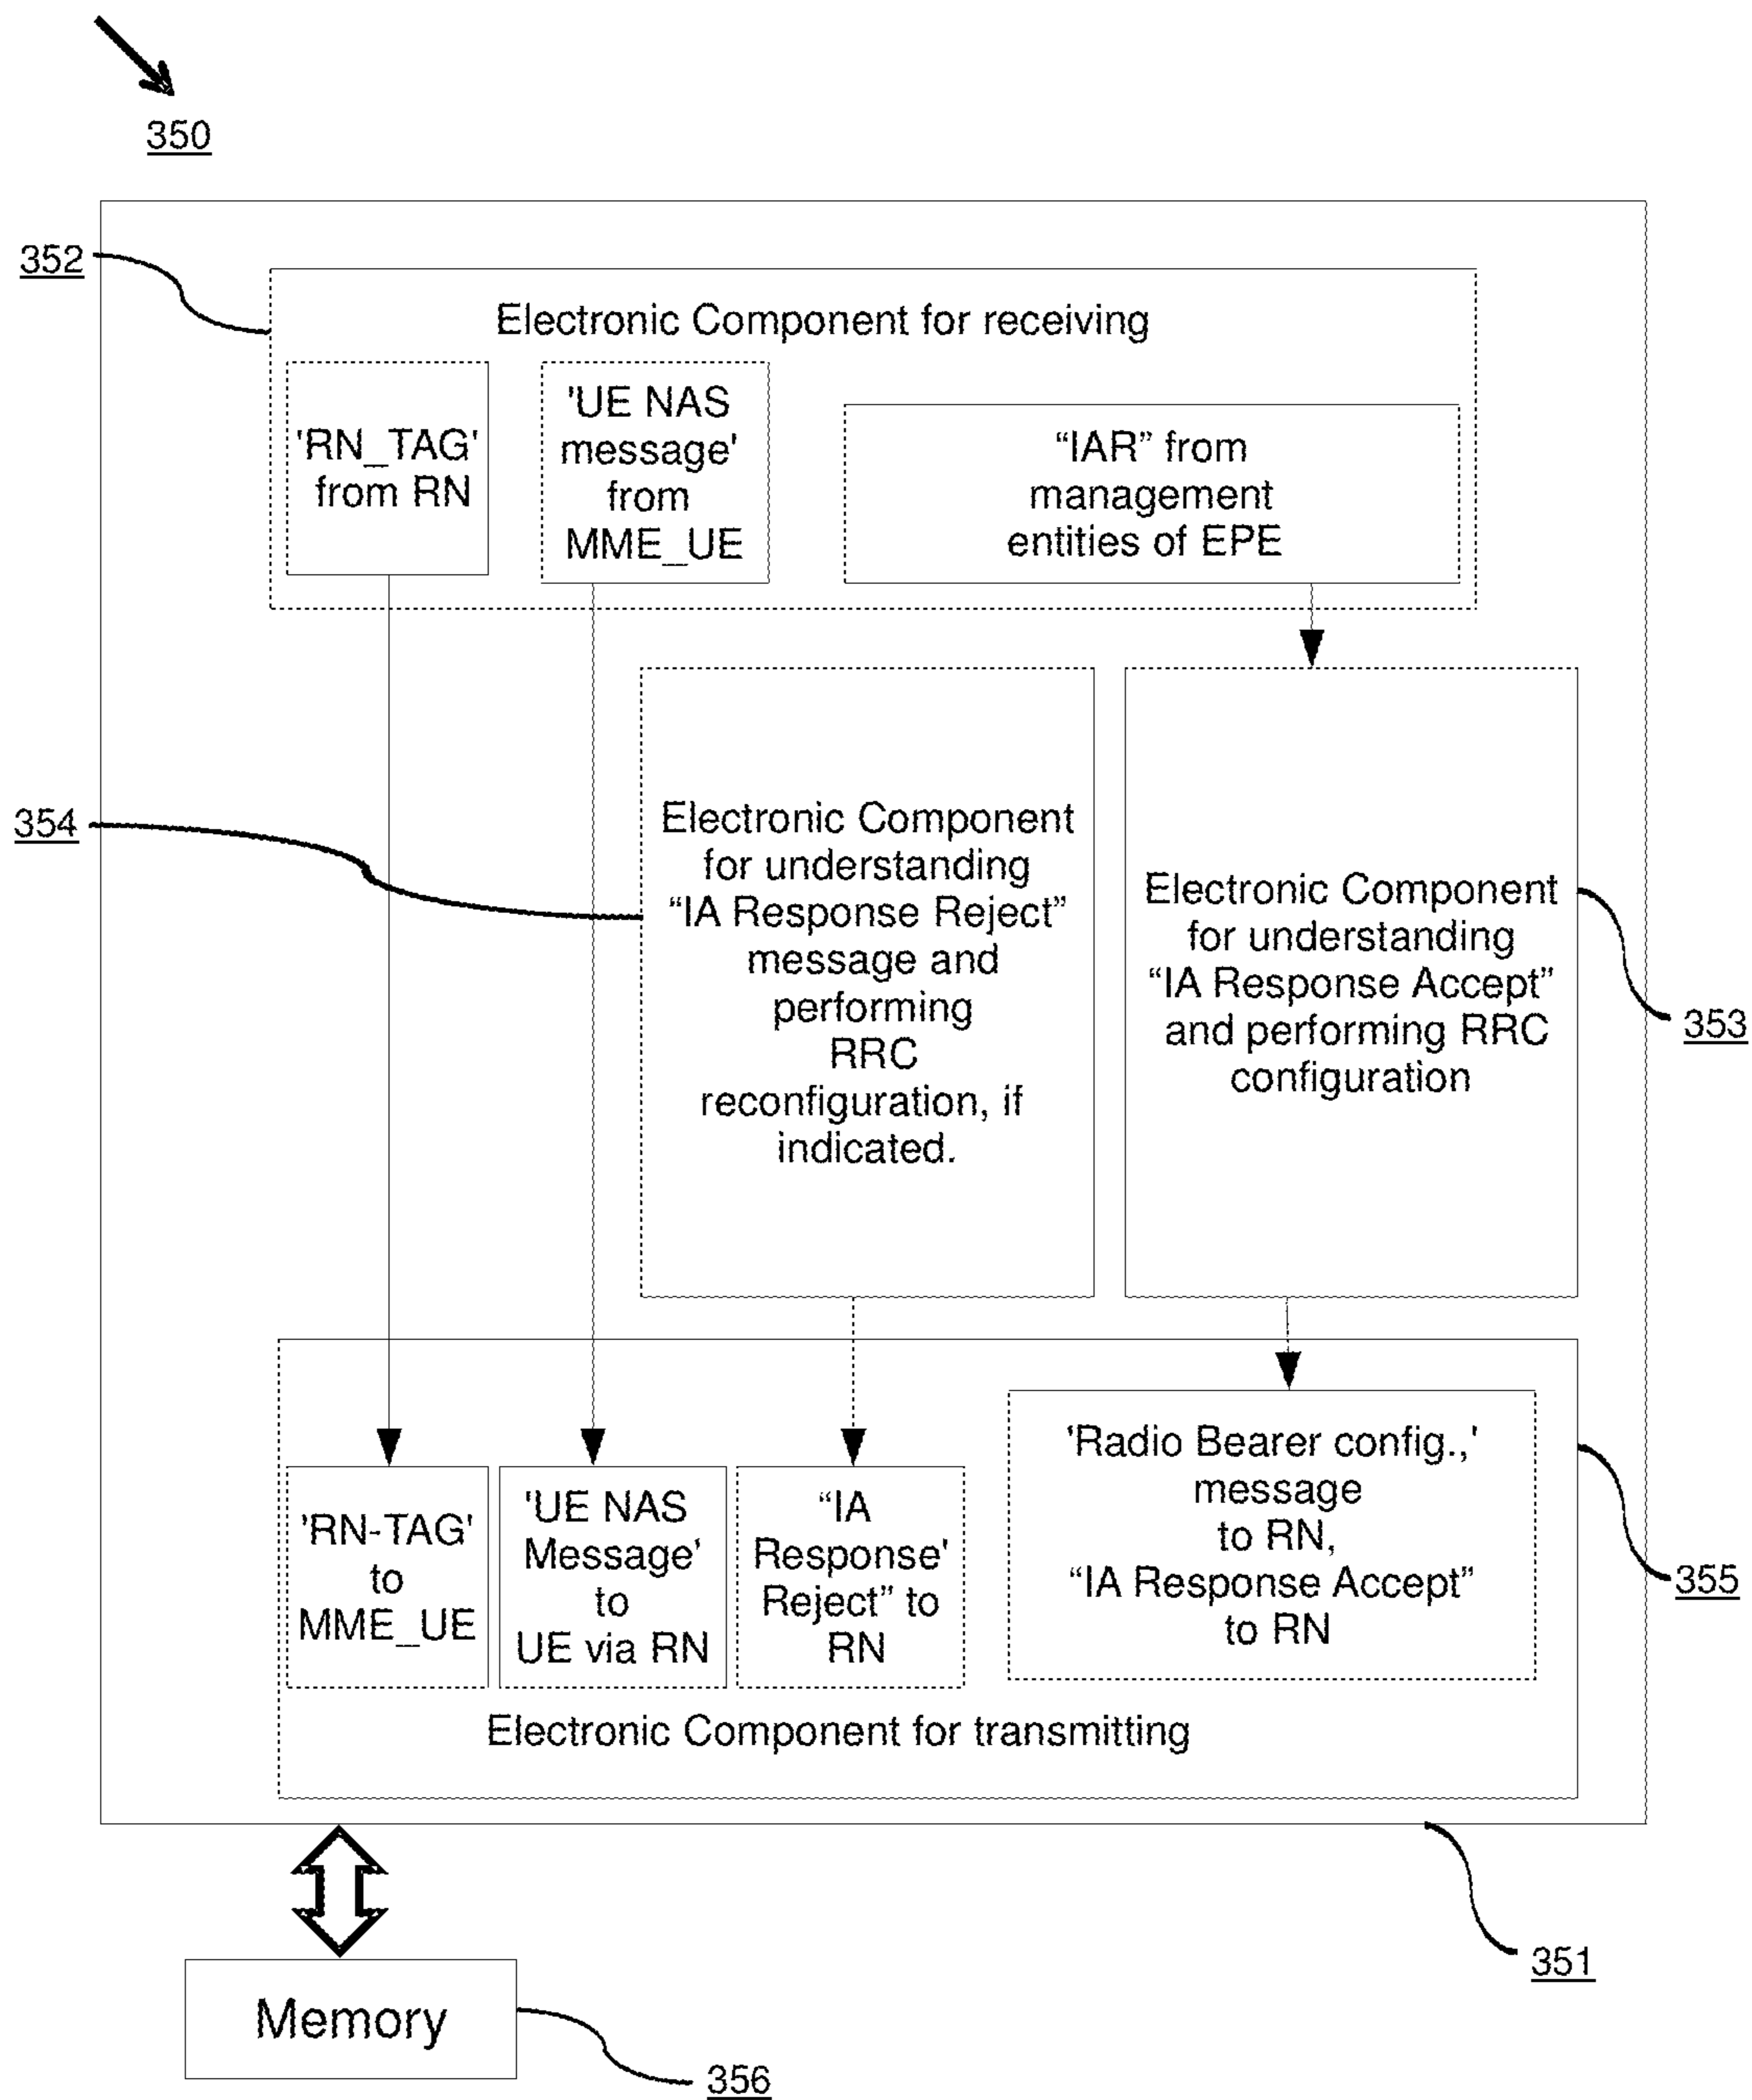 350
352
Electronic Component for receiving
'RN_TAG'
from RN
'UE NAS
message'
from
MME_UE
“IAR” from
management
entities of EPE
354
Electronic Component
for understanding
“IA Response Reject”
message and
performing
RRC
reconfiguration, if
indicated.
Electronic Component
for understanding
“IA Response Accept”
and performing RRC
configuration
353
'RN-TAG'
to
MME_UE
'UE NAS
Message'
to
UE via RN
“IA
Response'
Reject” to
RN
'Radio Bearer config.,'
message
to RN,
“IA Response Accept”
to RN
355
Electronic Component for transmitting
351
Memory
356